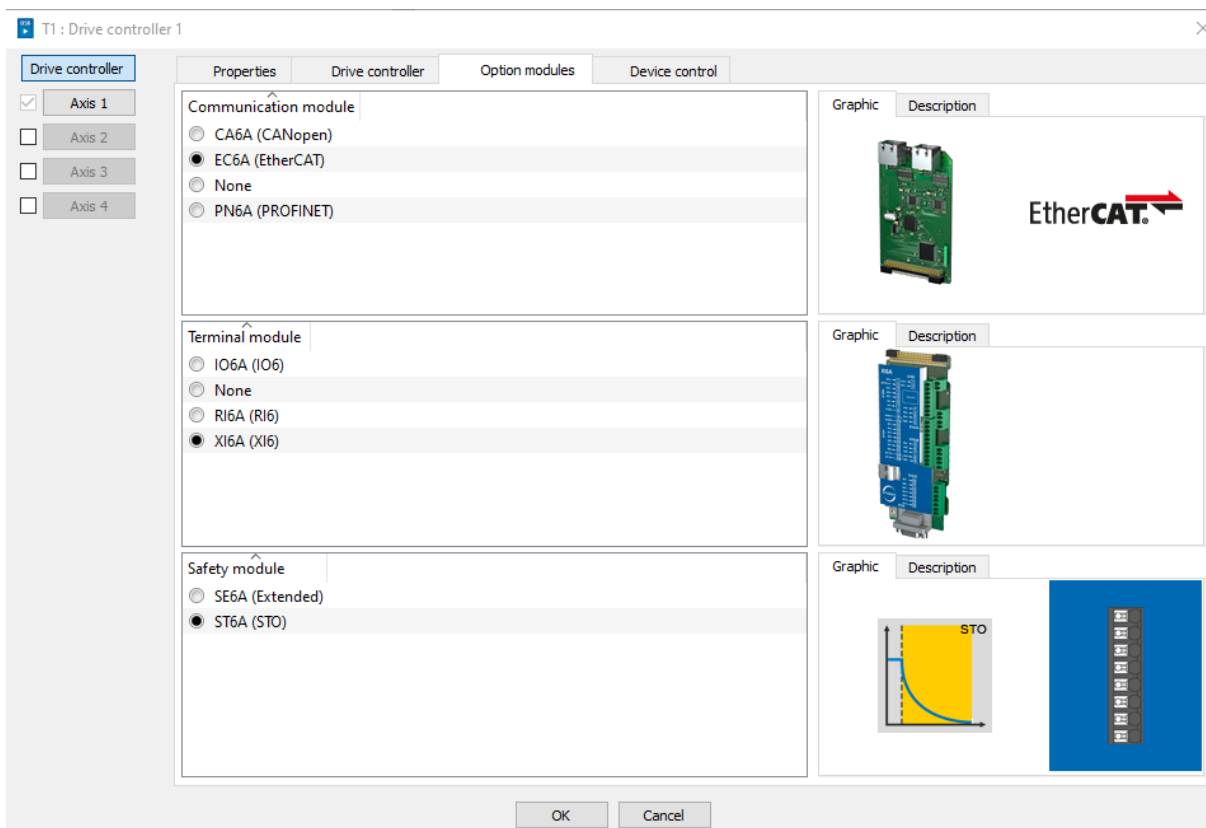 DS6
T1 : Drive controller 1
Drive controller
Properties
Drive controller
Option modules
Device control
Axis 1
Axis 2
Axis 3
Axis 4
Communication module
CA6A (CANopen)
EC6A (EtherCAT)
None
PN6A (PROFINET)
Graphic
Description
EtherCAT®
Terminal module
IO6A (IO6)
None
RI6A (RI6)
XI6A (XI6)
Graphic
Description
XI6A
Safety module
SE6A (Extended)
ST6A (STO)
Graphic
Description
STO
OK
Cancel